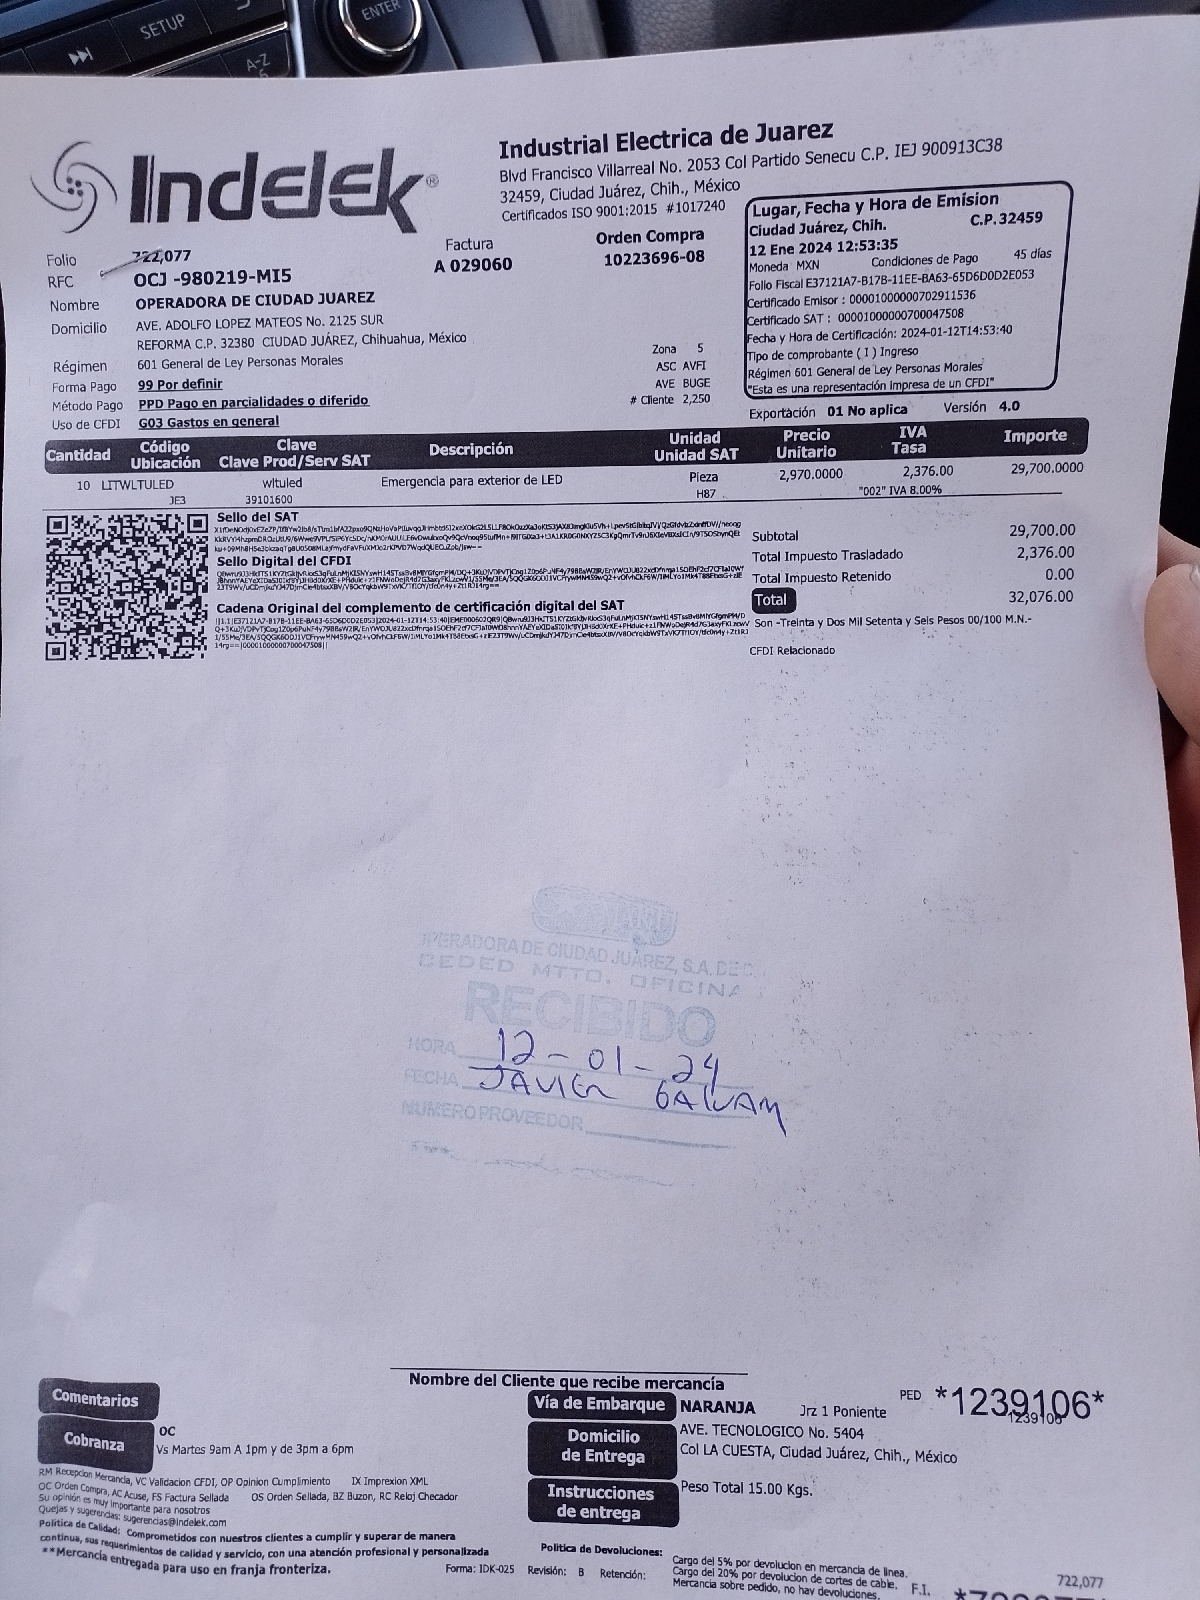 SETUP
ENTER
A-Z
Indelek®
Industrial Electrica de Juarez
Blvd Francisco Villarreal No. 2053 Col Partido Senecu C.P. IEJ 900913C38
32459, Ciudad Juárez, Chih., México
Certificados ISO 9001:2015 #1017240
Folio 722,077
RFC OCJ -980219-MI5
Nombre OPERADORA DE CIUDAD JUAREZ
Domicilio AVE. ADOLFO LOPEZ MATEOS No. 2125 SUR
REFORMA C.P. 32380 CIUDAD JUÁREZ, Chihuahua, México
Régimen 601 General de Ley Personas Morales
Forma Pago 99 Por definir
Método Pago PPD Pago en parcialidades o diferido
Uso de CFDI G03 Gastos en general
Factura
A 029060
Orden Compra
10223696-08
Zona 5
ASC AVFI
AVE BUGE
# Cliente 2,250
Lugar, Fecha y Hora de Emision
Ciudad Juárez, Chih. C.P. 32459
12 Ene 2024 12:53:35
Moneda MXN Condiciones de Pago 45 días
Folio Fiscal E37121A7-B17B-11EE-BA63-65D6D0D2E053
Certificado Emisor : 00001000000702911536
Certificado SAT : 00001000000700047508
Fecha y Hora de Certificación: 2024-01-12T14:53:40
Tipo de comprobante ( I ) Ingreso
Régimen 601 General de Ley Personas Morales
"Esta es una representación impresa de un CFDI"
Exportación 01 No aplica Versión 4.0
Cantidad Código Ubicación Clave Clave Prod/Serv SAT Descripción Unidad Unidad SAT Precio Unitario IVA Tasa Importe
10 LITWLTULED wltuled Emergencia para exterior de LED Pieza 2,970.0000 2,376.00 29,700.0000
JE3 39101600 H87 "002" IVA 8.00%
Sello del SAT
Sello Digital del CFDI
Cadena Original del complemento de certificación digital del SAT
Subtotal 29,700.00
Total Impuesto Trasladado 2,376.00
Total Impuesto Retenido 0.00
Total 32,076.00
Son -Treinta y Dos Mil Setenta y Seis Pesos 00/100 M.N.-
CFDI Relacionado
OPERADORA DE CIUDAD JUÁREZ, S.A. DE C.
CEDED MTTO. OFICINA
RECIBIDO
HORA 12-01-24
FECHA JAVIER GALVAN
NUMERO PROVEEDOR
Nombre del Cliente que recibe mercancía
Comentarios
Cobranza
OC
Vs Martes 9am A 1pm y de 3pm a 6pm
Vía de Embarque NARANJA Jrz 1 Poniente
PED *1239106*
1239106
Domicilio de Entrega
AVE. TECNOLOGICO No. 5404
Col LA CUESTA, Ciudad Juárez, Chih., México
Instrucciones de entrega
Peso Total 15.00 Kgs.
RM Recepcion Mercancia, VC Validacion CFDI, OP Opinion Cumplimiento IX Imprexion XML
OC Orden Compra, AC Acuse, FS Factura Sellada OS Orden Sellada, BZ Buzon, RC Reloj Checador
Su opinión es muy importante para nosotros
Quejas y sugerencias: sugerencias@indelek.com
Politica de Calidad: Comprometidos con nuestros clientes a cumplir y superar de manera
continua, sus requerimientos de calidad y servicio, con una atención profesional y personalizada
**Mercancía entregada para uso en franja fronteriza.
Forma: IDK-025 Revisión: B Retención:
Politica de Devoluciones:
Cargo del 5% por devolucion en mercancia de linea.
Cargo del 20% por devolucion de cortes de cable.
Mercancia sobre pedido, no hay devoluciones.
F.I.
722,077